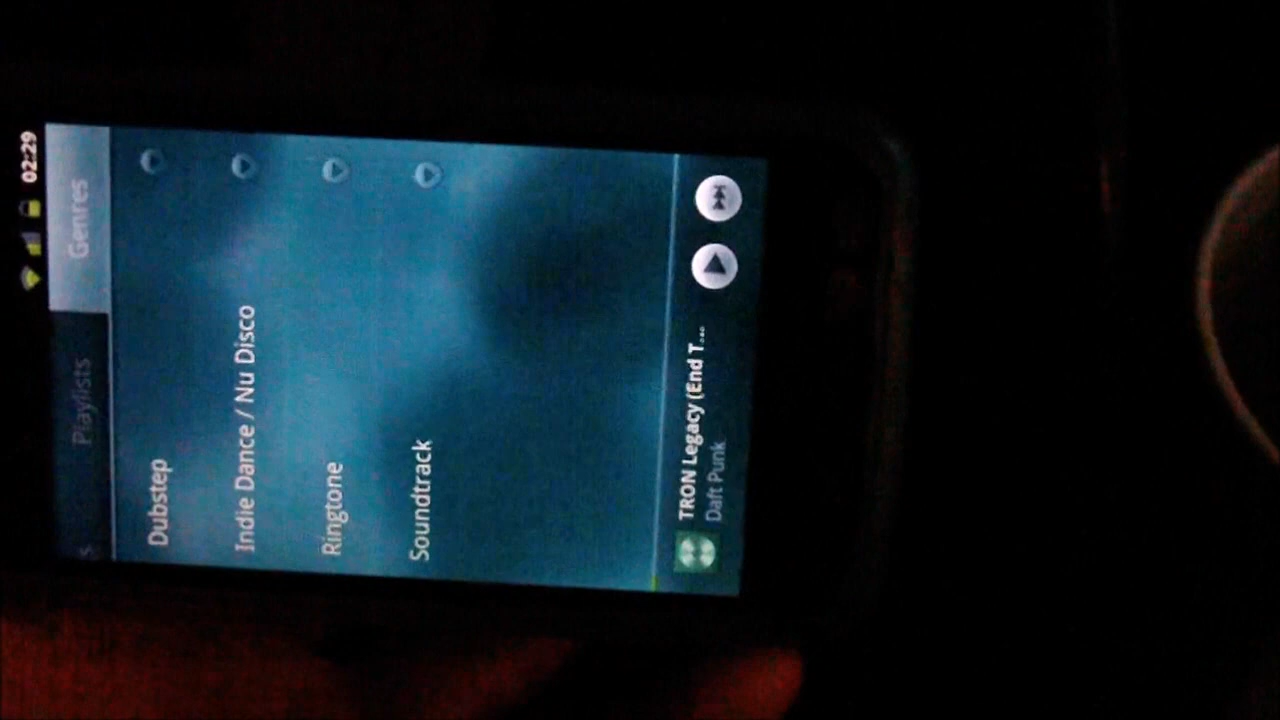 02:29
s Playlists Genres
Dubstep
Indie Dance / Nu Disco
Ringtone
Soundtrack
TRON Legacy (End T...
Daft Punk